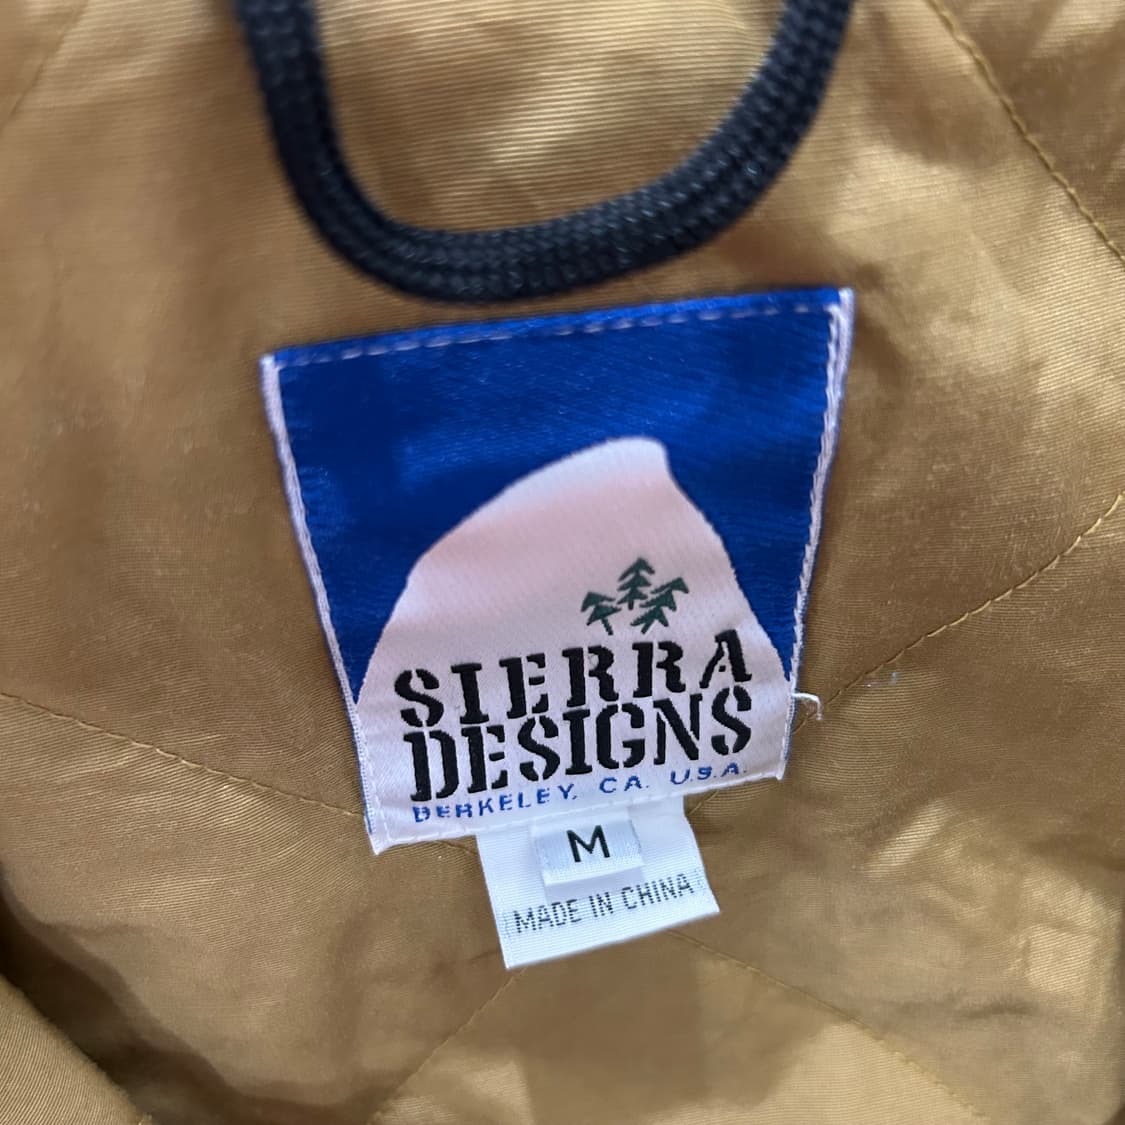 SIERRA
DESIGNS
BERKELEY, CA. U.S.A.
M
MADE IN CHINA